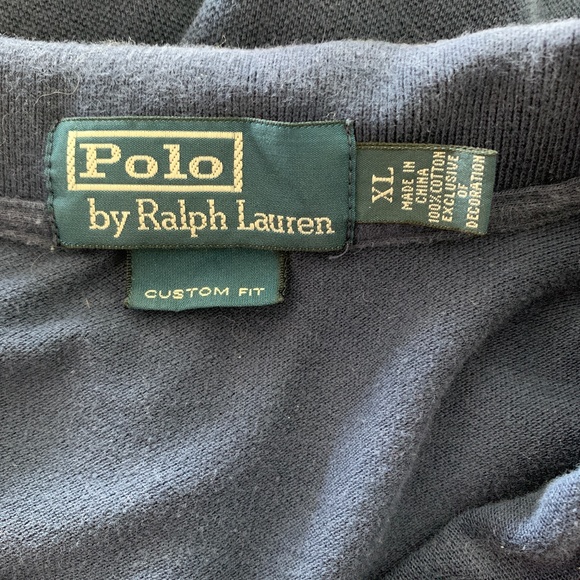 Polo
by Ralph Lauren
CUSTOM FIT
XL
MADE IN
CHINA
100% COTTON
EXCLUSIVE
OF
DECORATION